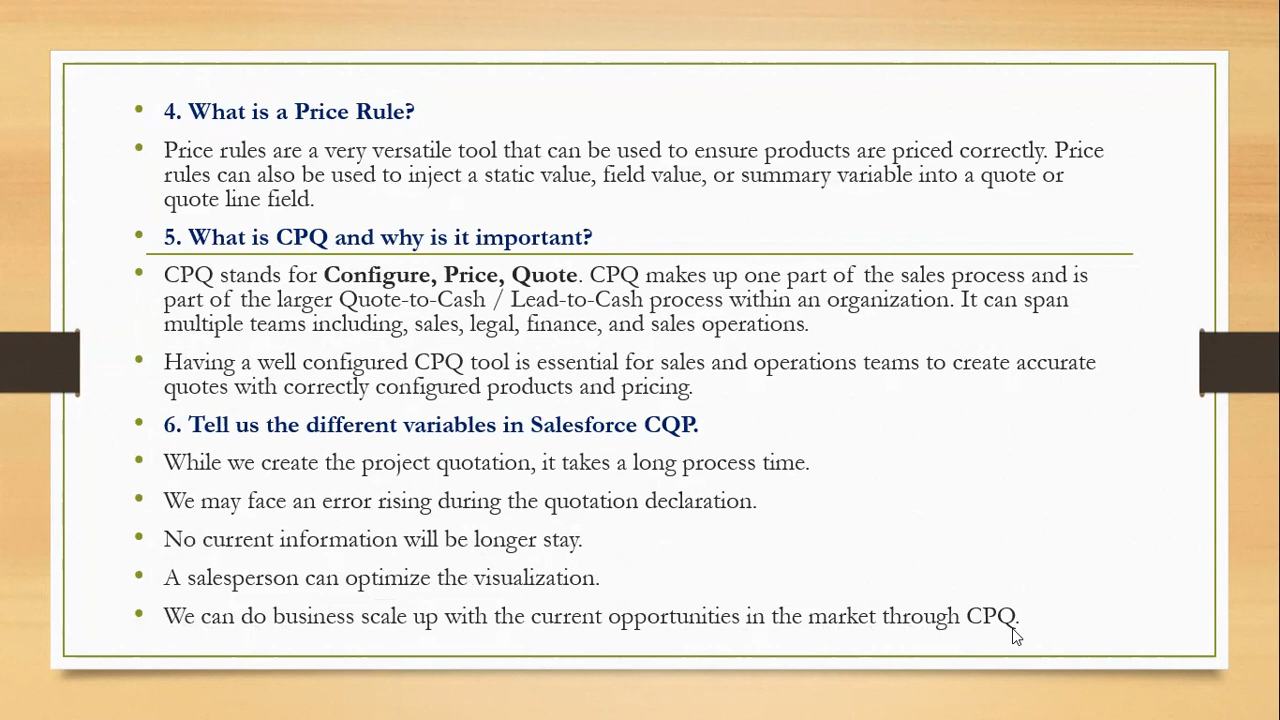 • 4. What is a Price Rule?
• Price rules are a very versatile tool that can be used to ensure products are priced correctly. Price
rules can also be used to inject a static value, field value, or summary variable into a quote or
quote line field.
• 5. What is CPQ and why is it important?
• CPQ stands for Configure, Price, Quote. CPQ makes up one part of the sales process and is
part of the larger Quote-to-Cash / Lead-to-Cash process within an organization. It can span
multiple teams including, sales, legal, finance, and sales operations.
• Having a well configured CPQ tool is essential for sales and operations teams to create accurate
quotes with correctly configured products and pricing.
• 6. Tell us the different variables in Salesforce CQP.
• While we create the project quotation, it takes a long process time.
• We may face an error rising during the quotation declaration.
• No current information will be longer stay.
• A salesperson can optimize the visualization.
• We can do business scale up with the current opportunities in the market through CPQ.